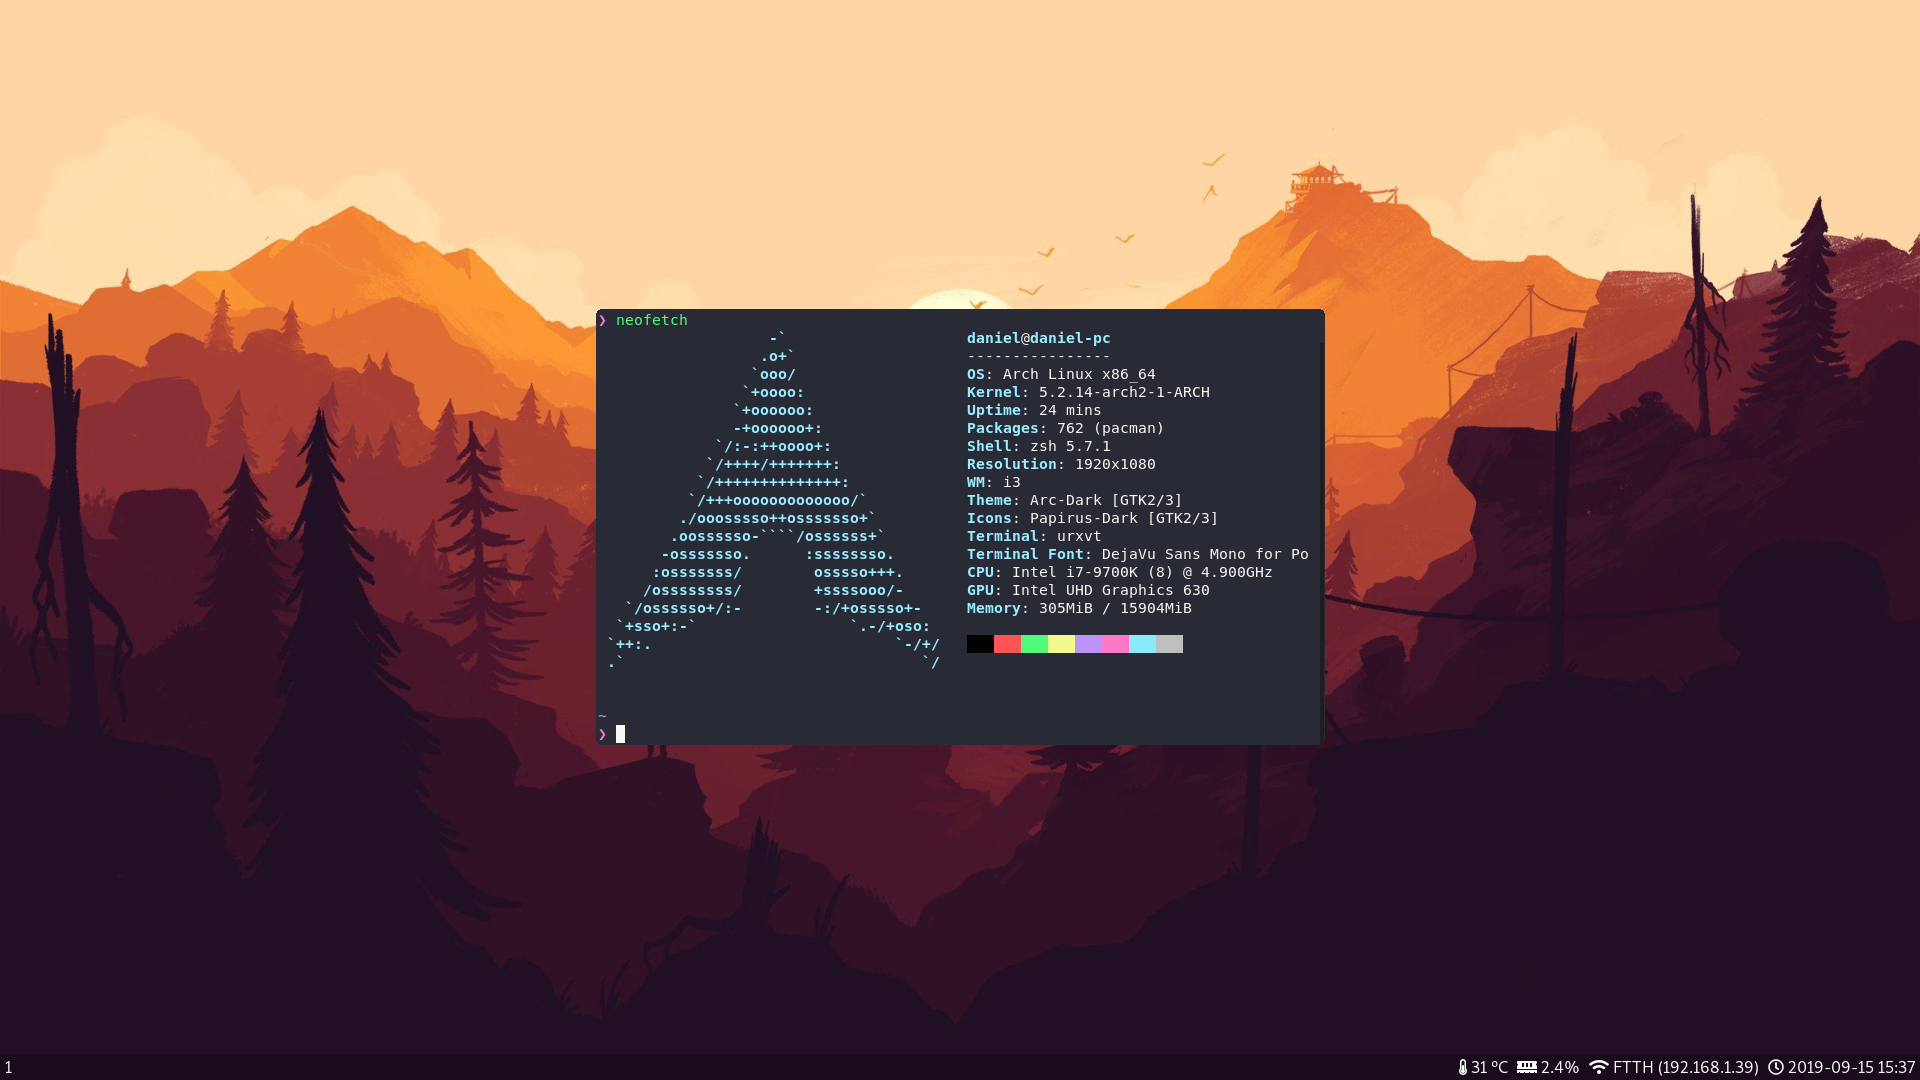 ❯ neofetch
                  -`                     daniel@daniel-pc
                 .o+`                    ----------------
                `ooo/                    OS: Arch Linux x86_64
               `+oooo:                   Kernel: 5.2.14-arch2-1-ARCH
              `+oooooo:                  Uptime: 24 mins
              -+oooooo+:                 Packages: 762 (pacman)
            `/:-:++oooo+:                Shell: zsh 5.7.1
           `/++++/+++++++:               Resolution: 1920x1080
          `/++++++++++++++:              WM: i3
         `/+++ooooooooooooo/`            Theme: Arc-Dark [GTK2/3]
        ./ooosssso++osssssso+`           Icons: Papirus-Dark [GTK2/3]
       .oossssso-````/ossssss+`          Terminal: urxvt
      -osssssso.      :ssssssso.         Terminal Font: DejaVu Sans Mono for Po
     :osssssss/        osssso+++.        CPU: Intel i7-9700K (8) @ 4.900GHz
    /ossssssss/        +ssssooo/-        GPU: Intel UHD Graphics 630
  `/ossssso+/:-        -:/+osssso+-      Memory: 305MiB / 15904MiB
 `+sso+:-`                 `.-/+oso:
`++:.                           `-/+/
.`                                 `/
~
❯
1
31 ºC 2.4% FTTH (192.168.1.39) 2019-09-15 15:37